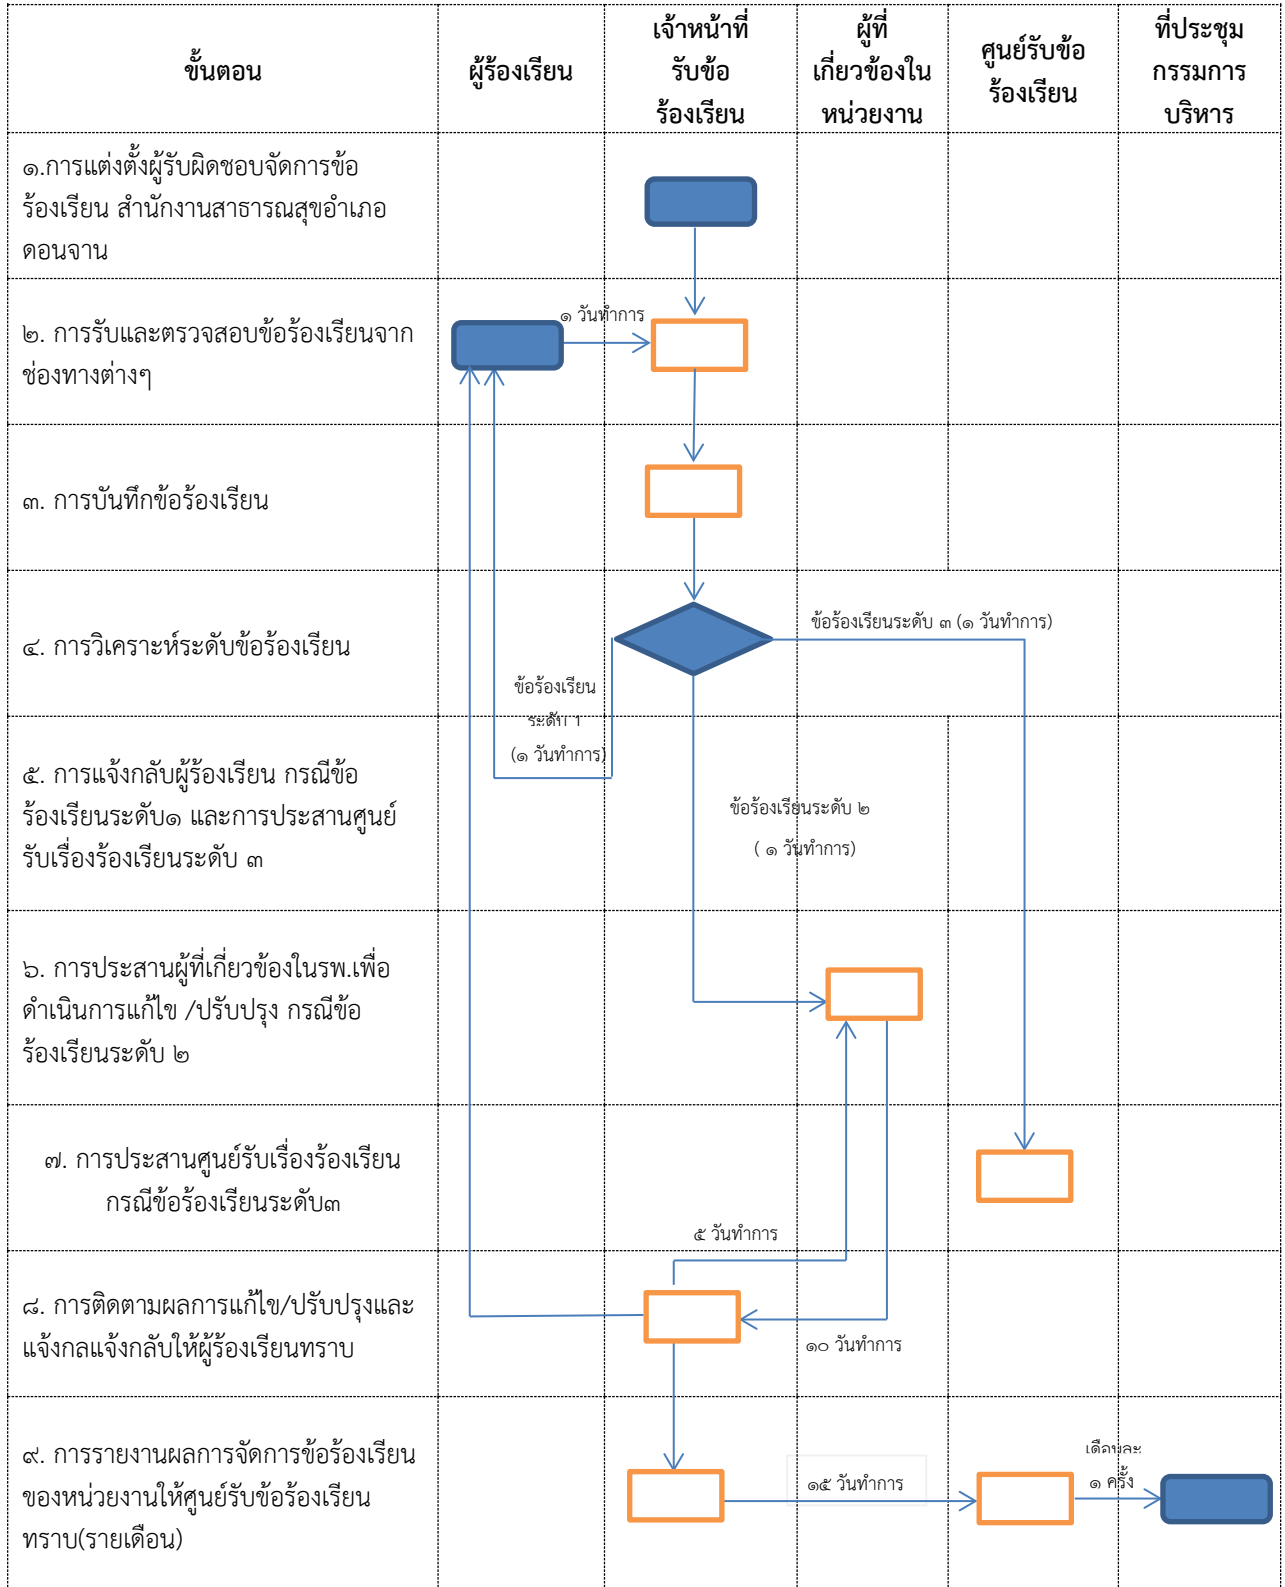 ขั้นตอน
ผู้ร้องเรียน
เจ้าหน้าที่
รับข้อ
ร้องเรียน
ผู้ที่
เกี่ยวข้องใน
หน่วยงาน
ศูนย์รับข้อ
ร้องเรียน
ที่ประชุม
กรรมการ
บริหาร
๑.การแต่งตั้งผู้รับผิดชอบจัดการข้อ
ร้องเรียน สำนักงานสาธารณสุขอำเภอ
ดอนจาน
๒. การรับและตรวจสอบข้อร้องเรียนจาก
ช่องทางต่างๆ
๑ วันทำการ
๓. การบันทึกข้อร้องเรียน
๔. การวิเคราะห์ระดับข้อร้องเรียน
ข้อร้องเรียนระดับ ๓ (๑ วันทำการ)
ข้อร้องเรียน
ระดับ 1
(๑ วันทำการ)
๕. การแจ้งกลับผู้ร้องเรียน กรณีข้อ
ร้องเรียนระดับ๑ และการประสานศูนย์
รับเรื่องร้องเรียนระดับ ๓
ข้อร้องเรียนระดับ ๒
( ๑ วันทำการ)
๖. การประสานผู้ที่เกี่ยวข้องในรพ.เพื่อ
ดำเนินการแก้ไข /ปรับปรุง กรณีข้อ
ร้องเรียนระดับ ๒
๗. การประสานศูนย์รับเรื่องร้องเรียน
กรณีข้อร้องเรียนระดับ๓
๕ วันทำการ
๘. การติดตามผลการแก้ไข/ปรับปรุงและ
แจ้งกลแจ้งกลับให้ผู้ร้องเรียนทราบ
๑๐ วันทำการ
๙. การรายงานผลการจัดการข้อร้องเรียน
ของหน่วยงานให้ศูนย์รับข้อร้องเรียน
ทราบ(รายเดือน)
๑๕ วันทำการ
เดือนละ
๑ ครั้ง